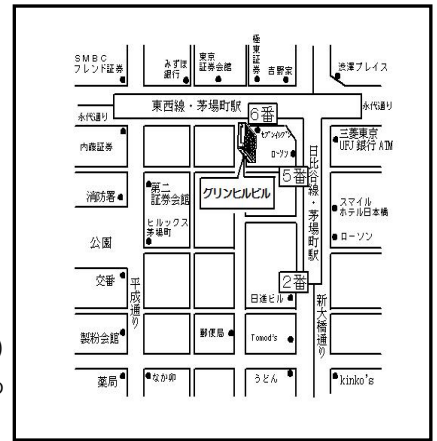 SMBC
フレンド証券
みずほ
銀行
東京
証券会館
極東証券
吉野家
渋澤プレイス
永代通り
東西線・茅場町駅
6番
永代通り
内藤証券
セブンイレブン
ローソン
三菱東京
UFJ 銀行 ATM
日比谷線・茅場町駅
5番
消防署
第二
証券会館
グリンヒルビル
スマイル
ホテル日本橋
ヒルックス
茅場町
ローソン
公園
交番
平成通り
2番
日進ビル
新大橋通り
製粉会館
郵便局
Tomod's
薬局
なか卯
うどん
kinko's